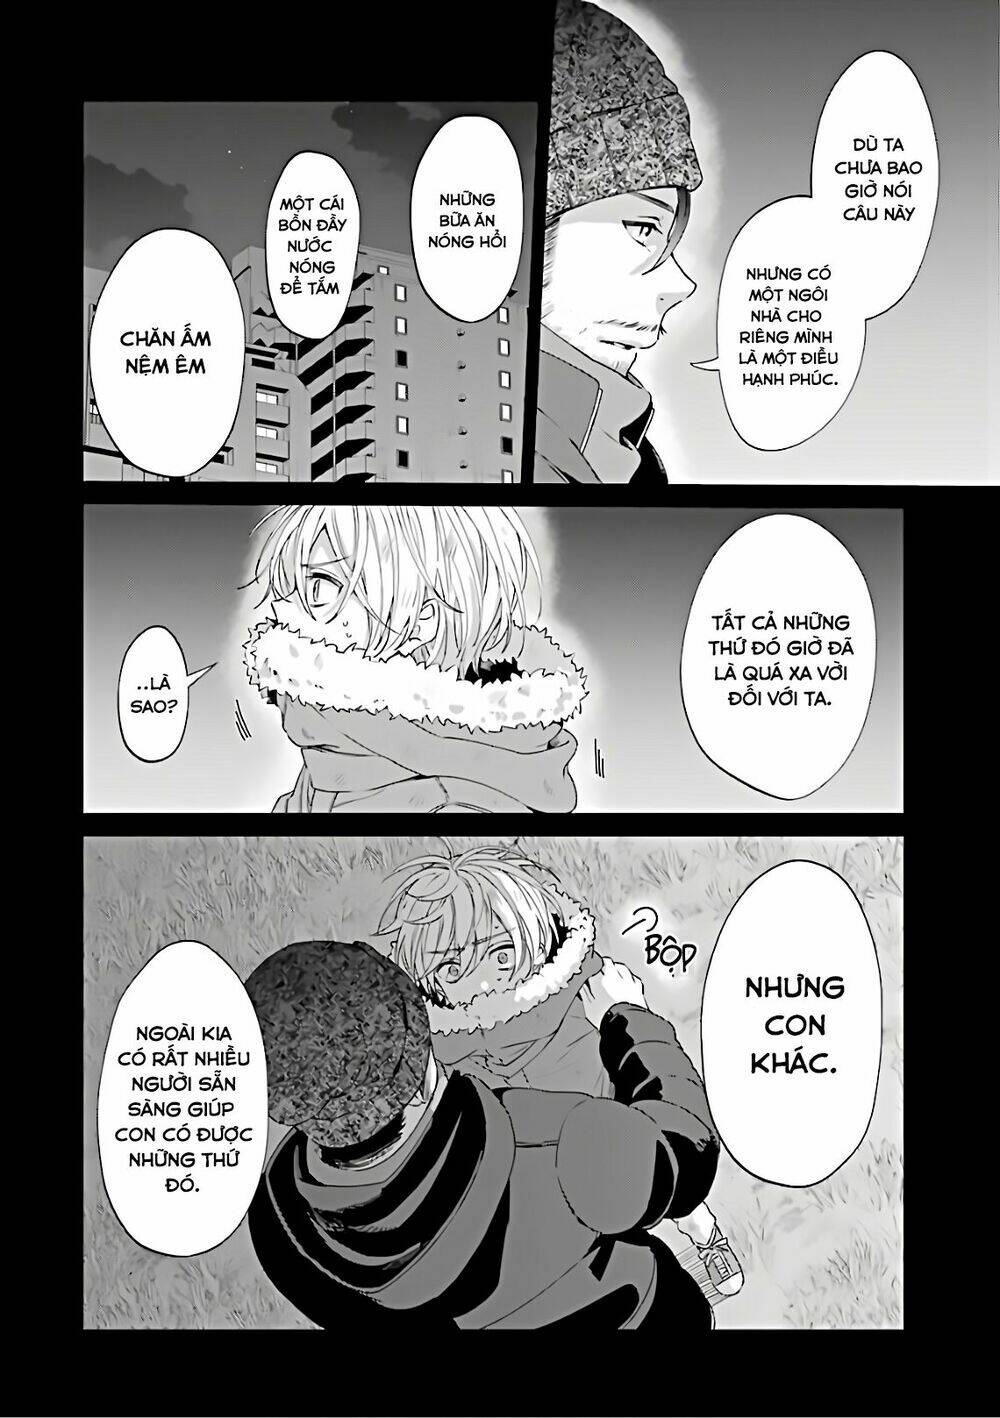 DÙ TA
CHƯA BAO
GIỜ NÓI
CÂU NÀY
NHƯNG CÓ
MỘT NGÔI
NHÀ CHO
RIÊNG MÌNH
LÀ MỘT ĐIỀU
HẠNH PHÚC.
NHỮNG
BỮA ĂN
NÓNG HỔI
MỘT CÁI
BỒN ĐẦY
NƯỚC
NÓNG
ĐỂ TẮM
CHĂN ẤM
NỆM ÊM
TẤT CẢ NHỮNG
THỨ ĐÓ GIỜ ĐÃ
LÀ QUÁ XA VỜI
ĐỐI VỚI TA.
..LÀ
SAO?
BỘP
NHƯNG
CON
KHÁC.
NGOÀI KIA
CÓ RẤT NHIỀU
NGƯỜI SẴN
SÀNG GIÚP
CON CÓ ĐƯỢC
NHỮNG THỨ
ĐÓ.